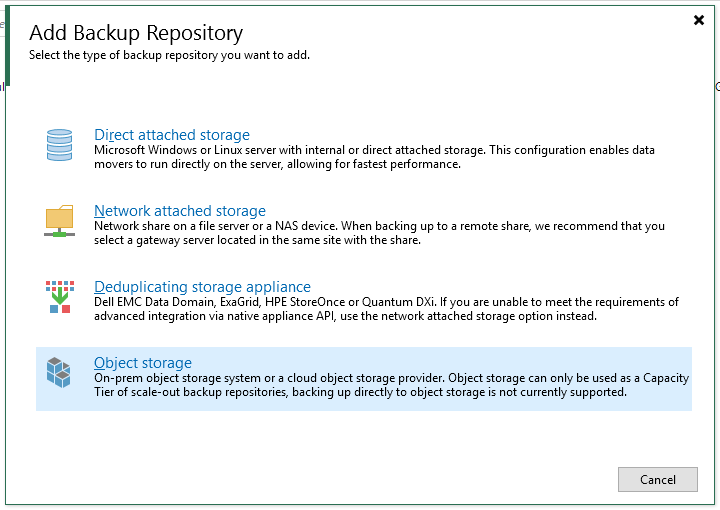 Add Backup Repository
Select the type of backup repository you want to add.
Direct attached storage
Microsoft Windows or Linux server with internal or direct attached storage. This configuration enables data
movers to run directly on the server, allowing for fastest performance.
Network attached storage
Network share on a file server or a NAS device. When backing up to a remote share, we recommend that you
select a gateway server located in the same site with the share.
Deduplicating storage appliance
Dell EMC Data Domain, ExaGrid, HPE StoreOnce or Quantum DXi. If you are unable to meet the requirements of
advanced integration via native appliance API, use the network attached storage option instead.
Object storage
On-prem object storage system or a cloud object storage provider. Object storage can only be used as a Capacity
Tier of scale-out backup repositories, backing up directly to object storage is not currently supported.
Cancel